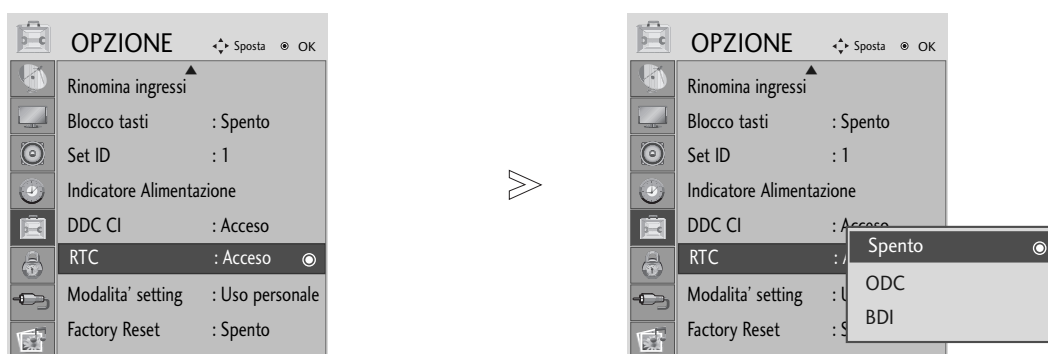 OPZIONE Sposta OK
Rinomina ingressi
Blocco tasti : Spento
Set ID : 1
Indicatore Alimentazione
DDC CI : Acceso
RTC : Acceso
Modalita' setting : Uso personale
Factory Reset : Spento
OPZIONE Sposta OK
Rinomina ingressi
Blocco tasti : Spento
Set ID : 1
Indicatore Alimentazione
DDC CI : Acceso
RTC :
Modalita' setting :
Factory Reset :
Spento
ODC
BDI